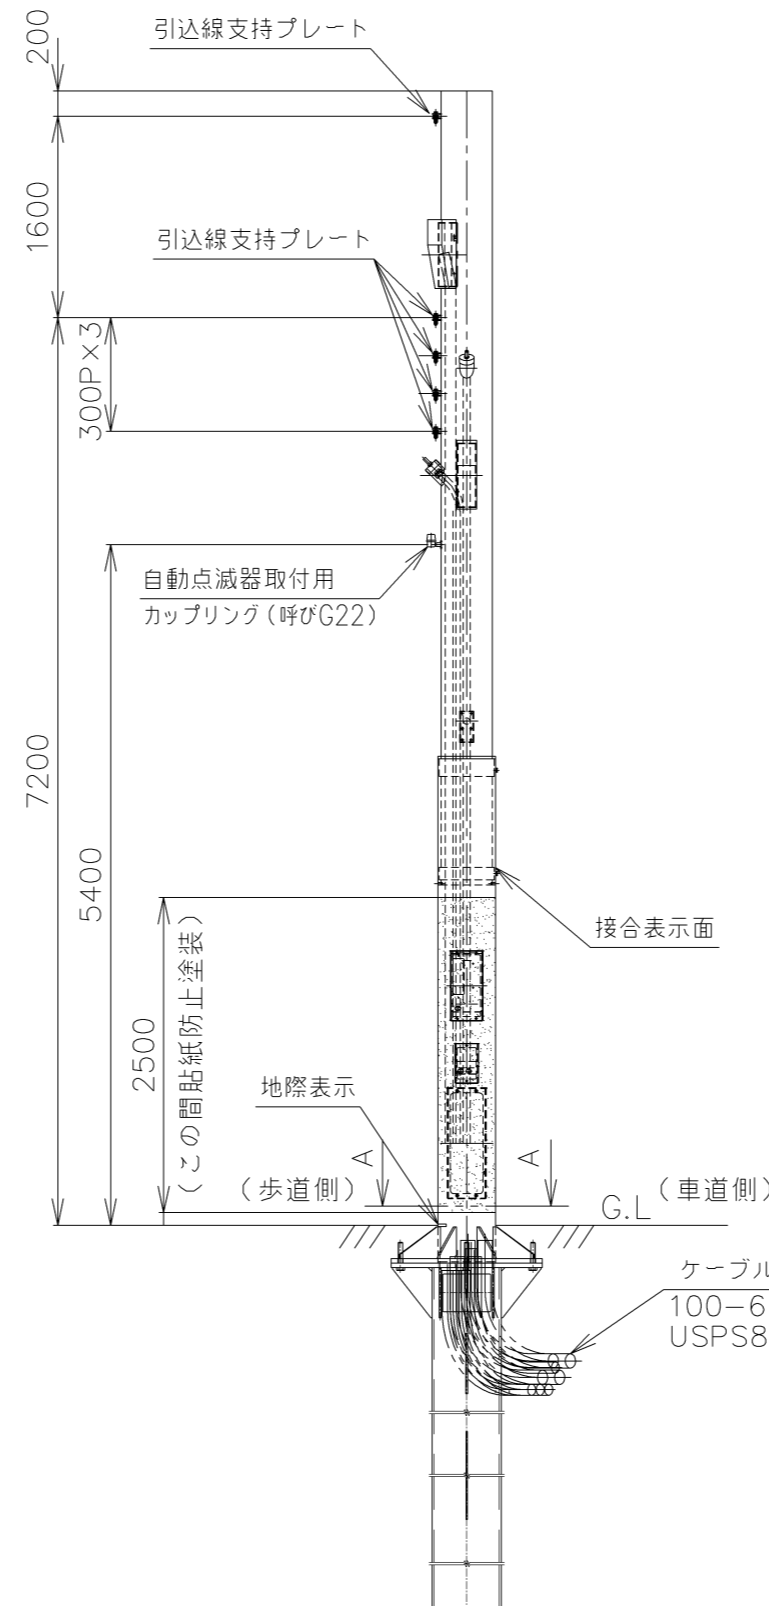 200
引込線支持プレート
1600
引込線支持プレート
300P×3
7200
自動点滅器取付用
カップリング(呼びG22)
5400
接合表示面
2500
(この間貼紙防止塗装)
地際表示
A
A
(歩道側)
G.L
(車道側)
ケーブル
100-6
USPS8